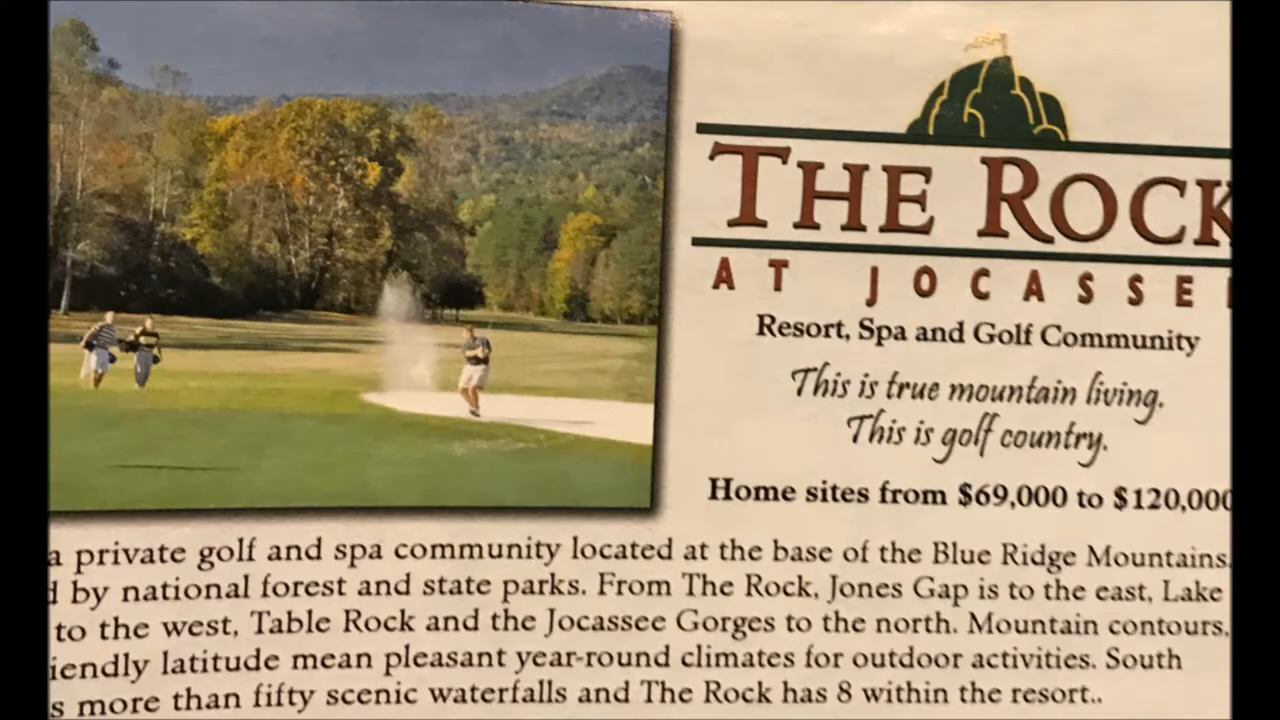 THE ROCK
AT JOCASSE
Resort, Spa and Golf Community
This is true mountain living.
This is golf country.
Home sites from $69,000 to $120,000
a private golf and spa community located at the base of the Blue Ridge Mountains.
by national forest and state parks. From The Rock, Jones Gap is to the east, Lake
to the west, Table Rock and the Jocassee Gorges to the north. Mountain contours,
iendly latitude mean pleasant year-round climates for outdoor activities. South
s more than fifty scenic waterfalls and The Rock has 8 within the resort..